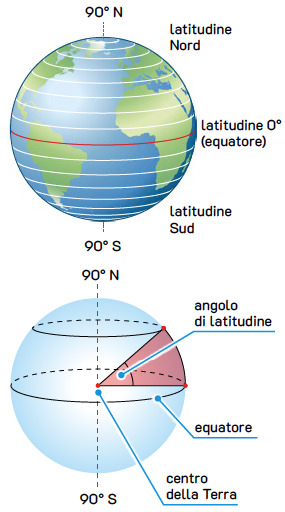 90° N
latitudine
Nord
latitudine 0°
(equatore)
latitudine
Sud
90° S
90° N
angolo
di latitudine
equatore
centro
della Terra
90° S